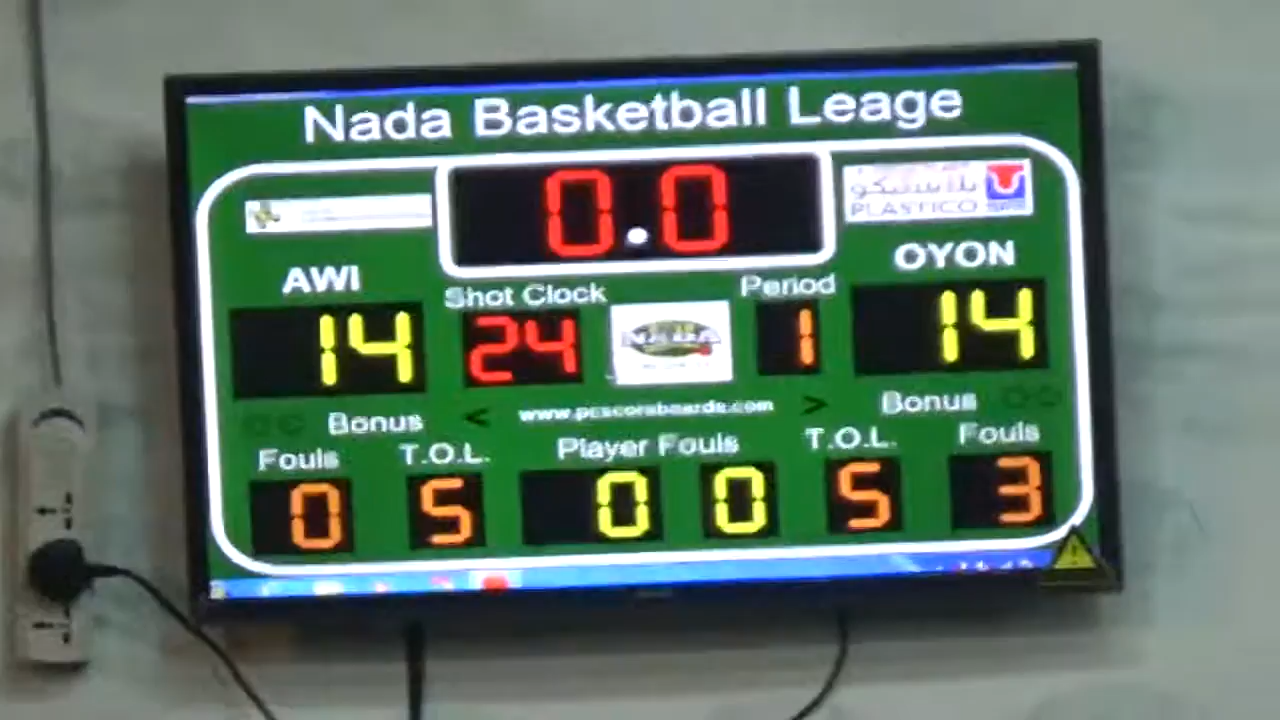 Nada Basketball Leage
0.0
بلاستيكو
PLASTICO
AWI
OYON
Shot Clock
Period
14
24
1
14
Bonus
<
www.pcscoreboards.com
>
Bonus
Fouls
T.O.L.
Player Fouls
T.O.L.
Fouls
0
5
0
0
5
3